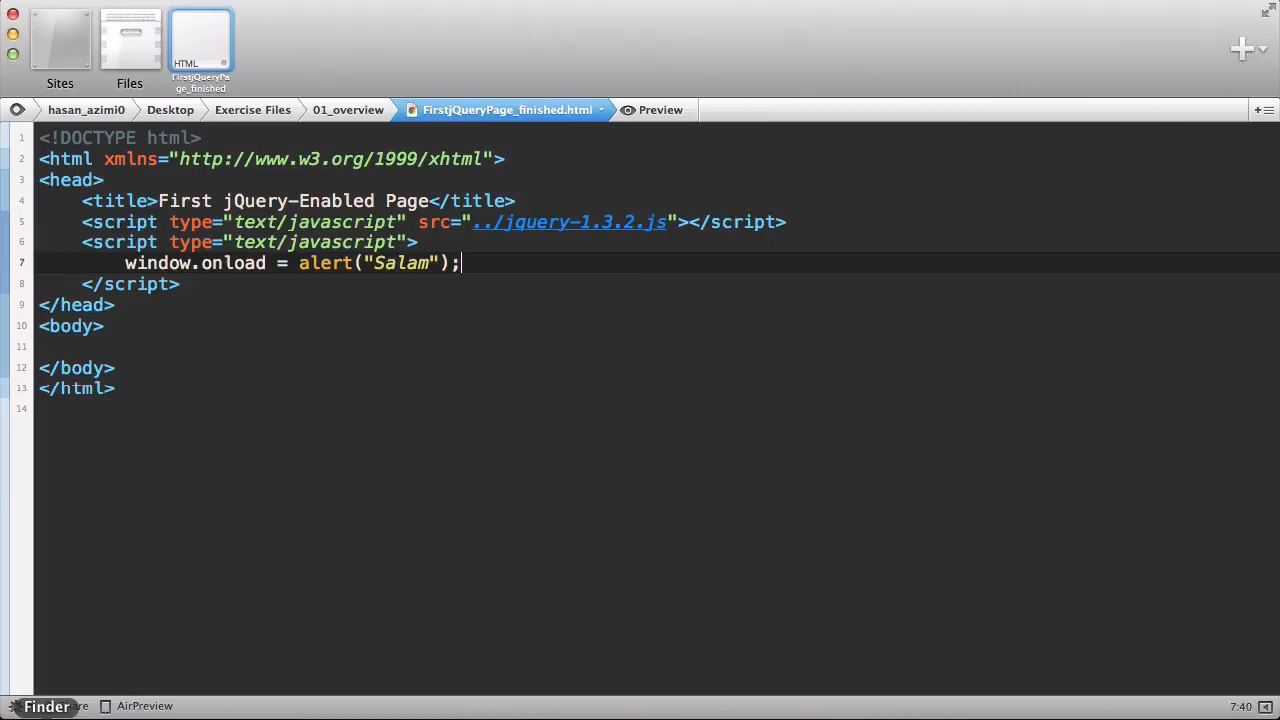 HTML
Sites
Files
FirstjQueryPa
ge_finished
hasan_azimi0
Desktop
Exercise Files
01_overview
FirstjQueryPage_finished.html
Preview
1 <!DOCTYPE html>
2 <html xmlns="http://www.w3.org/1999/xhtml">
3 <head>
4 <title>First jQuery-Enabled Page</title>
5 <script type="text/javascript" src="../jquery-1.3.2.js"></script>
6 <script type="text/javascript">
7 window.onload = alert("Salam");
8 </script>
9 </head>
10 <body>
11
12 </body>
13 </html>
14
Finder
AirPreview
7:40